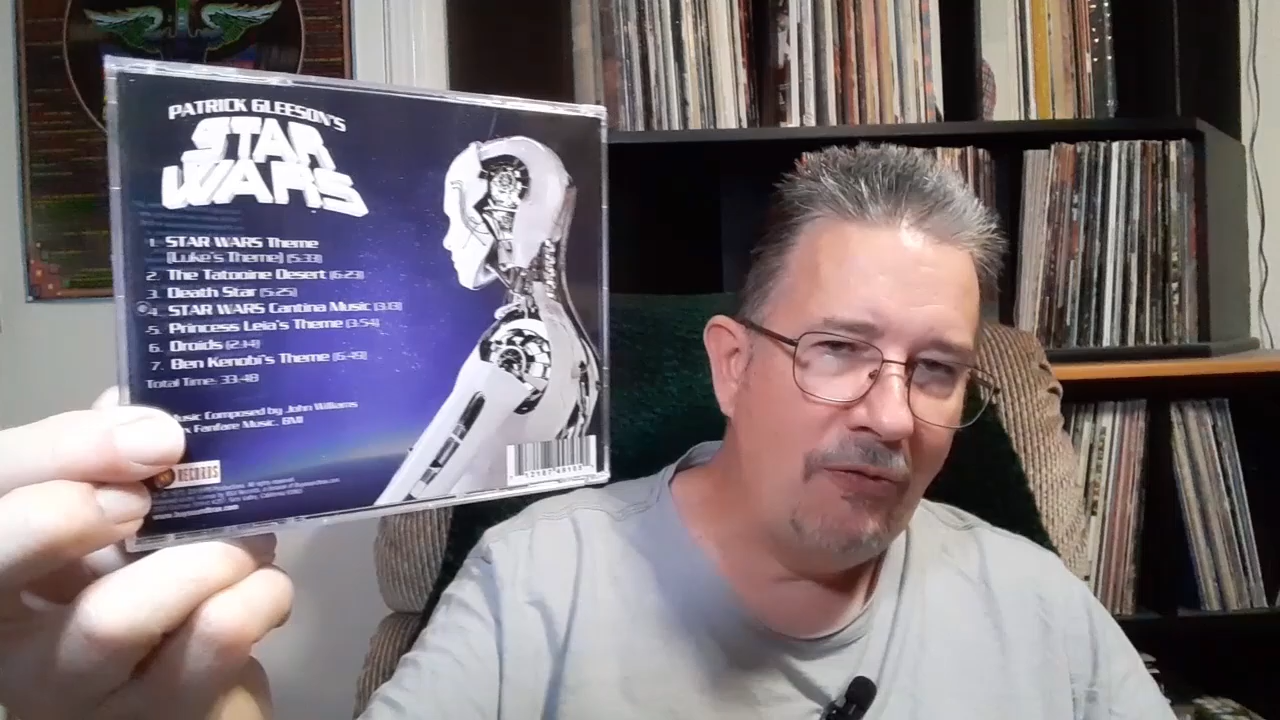 PATRICK GLEESON'S
STAR
WARS
1. STAR WARS Theme
(Luke's Theme) (5:33)
2. The Tatooine Desert (6:23)
3. Death Star (5:25)
4. STAR WARS Cantina Music (3:13)
5. Princess Leia's Theme (3:54)
6. Droids (2:14)
7. Ben Kenobi's Theme (6:49)
Total Time: 33:48
Music Composed by John Williams
Fanfare Music, BMI
RECORDS
www.buysoundtrax.com